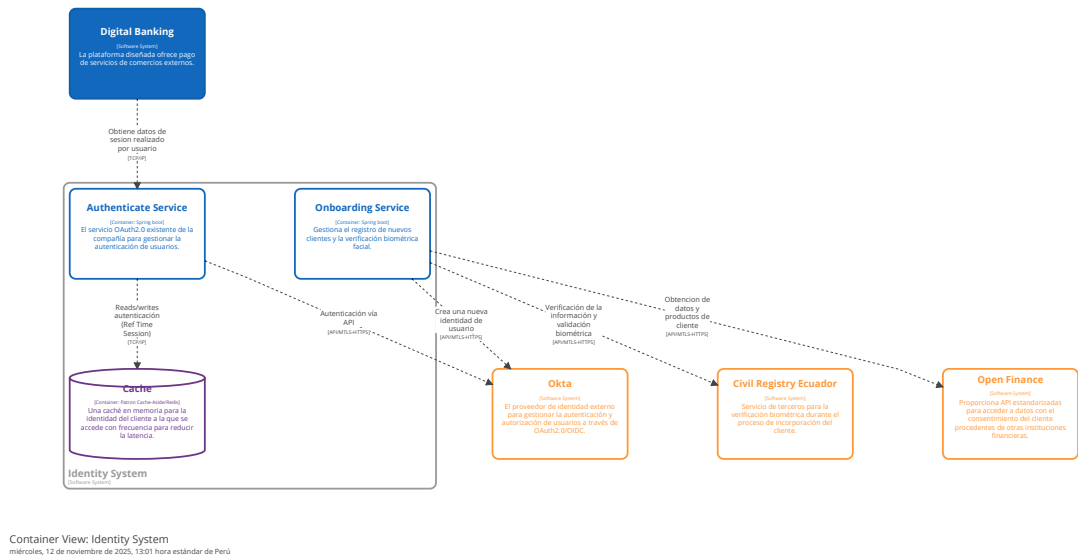 Digital Banking
[Software System]
La plataforma diseñada ofrece pago
de servicios de comercios externos.
Obtiene datos de
sesion realizado
por usuario
[TCP/IP]
Authenticate Service
[Container: Spring boot]
El servicio OAuth2.0 existente de la
compañía para gestionar la
autenticación de usuarios.
Onboarding Service
[Container: Spring boot]
Gestiona el registro de nuevos
clientes y la verificación biométrica
facial.
Reads/writes
autenticación
(Ref Time
Session)
[TCP/IP]
Autenticación vía
API
[API/MTLS-HTTPS]
Crea una nueva
identidad de
usuario
[API/MTLS-HTTPS]
Verificación de la
información y
validación
biométrica
[API/MTLS-HTTPS]
Obtencion de
datos y
productos de
cliente
[API/MTLS-HTTPS]
Cache
[Container: Patron Cache-Aside/Redis]
Una caché en memoria para la
identidad del cliente a la que se
accede con frecuencia para reducir
la latencia.
Okta
[Software System]
El proveedor de identidad externo
para gestionar la autenticación y
autorización de usuarios a través de
OAuth2.0/OIDC.
Civil Registry Ecuador
[Software System]
Servicio de terceros para la
verificación biométrica durante el
proceso de incorporación del
cliente.
Open Finance
[Software System]
Proporciona API estandarizadas
para acceder a datos con el
consentimiento del cliente
procedentes de otras instituciones
financieras.
Identity System
[Software System]
Container View: Identity System
miércoles, 12 de noviembre de 2025, 13:01 hora estándar de Perú